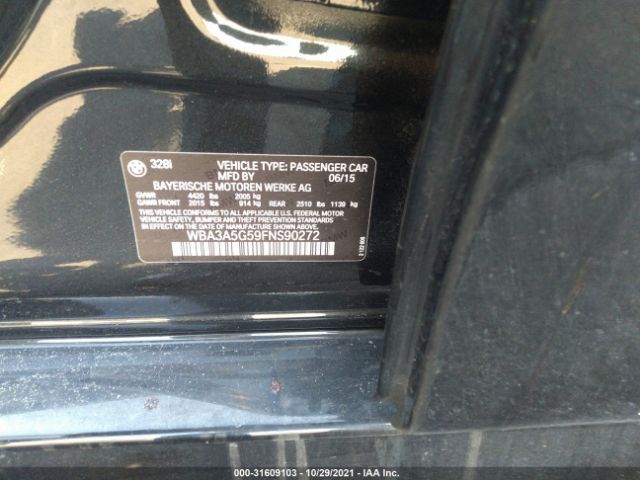 328i VEHICLE TYPE: PASSENGER CAR
MFD BY 06/15
BAYERISCHE MOTOREN WERKE AG
GVWR 4420 lbs 2005 kg
GAWR FRONT 2015 lbs 914 kg REAR 2510 lbs 1139 kg
THIS VEHICLE CONFORMS TO ALL APPLICABLE U.S. FEDERAL MOTOR
VEHICLE SAFETY, BUMPER AND THEFT PREVENTION STANDARDS
IN EFFECT ON THE DATE OF MANUFACTURE SHOWN ABOVE.
WBA3A5G59FNS90272
000-31609103 - 10/29/2021 - IAA Inc.